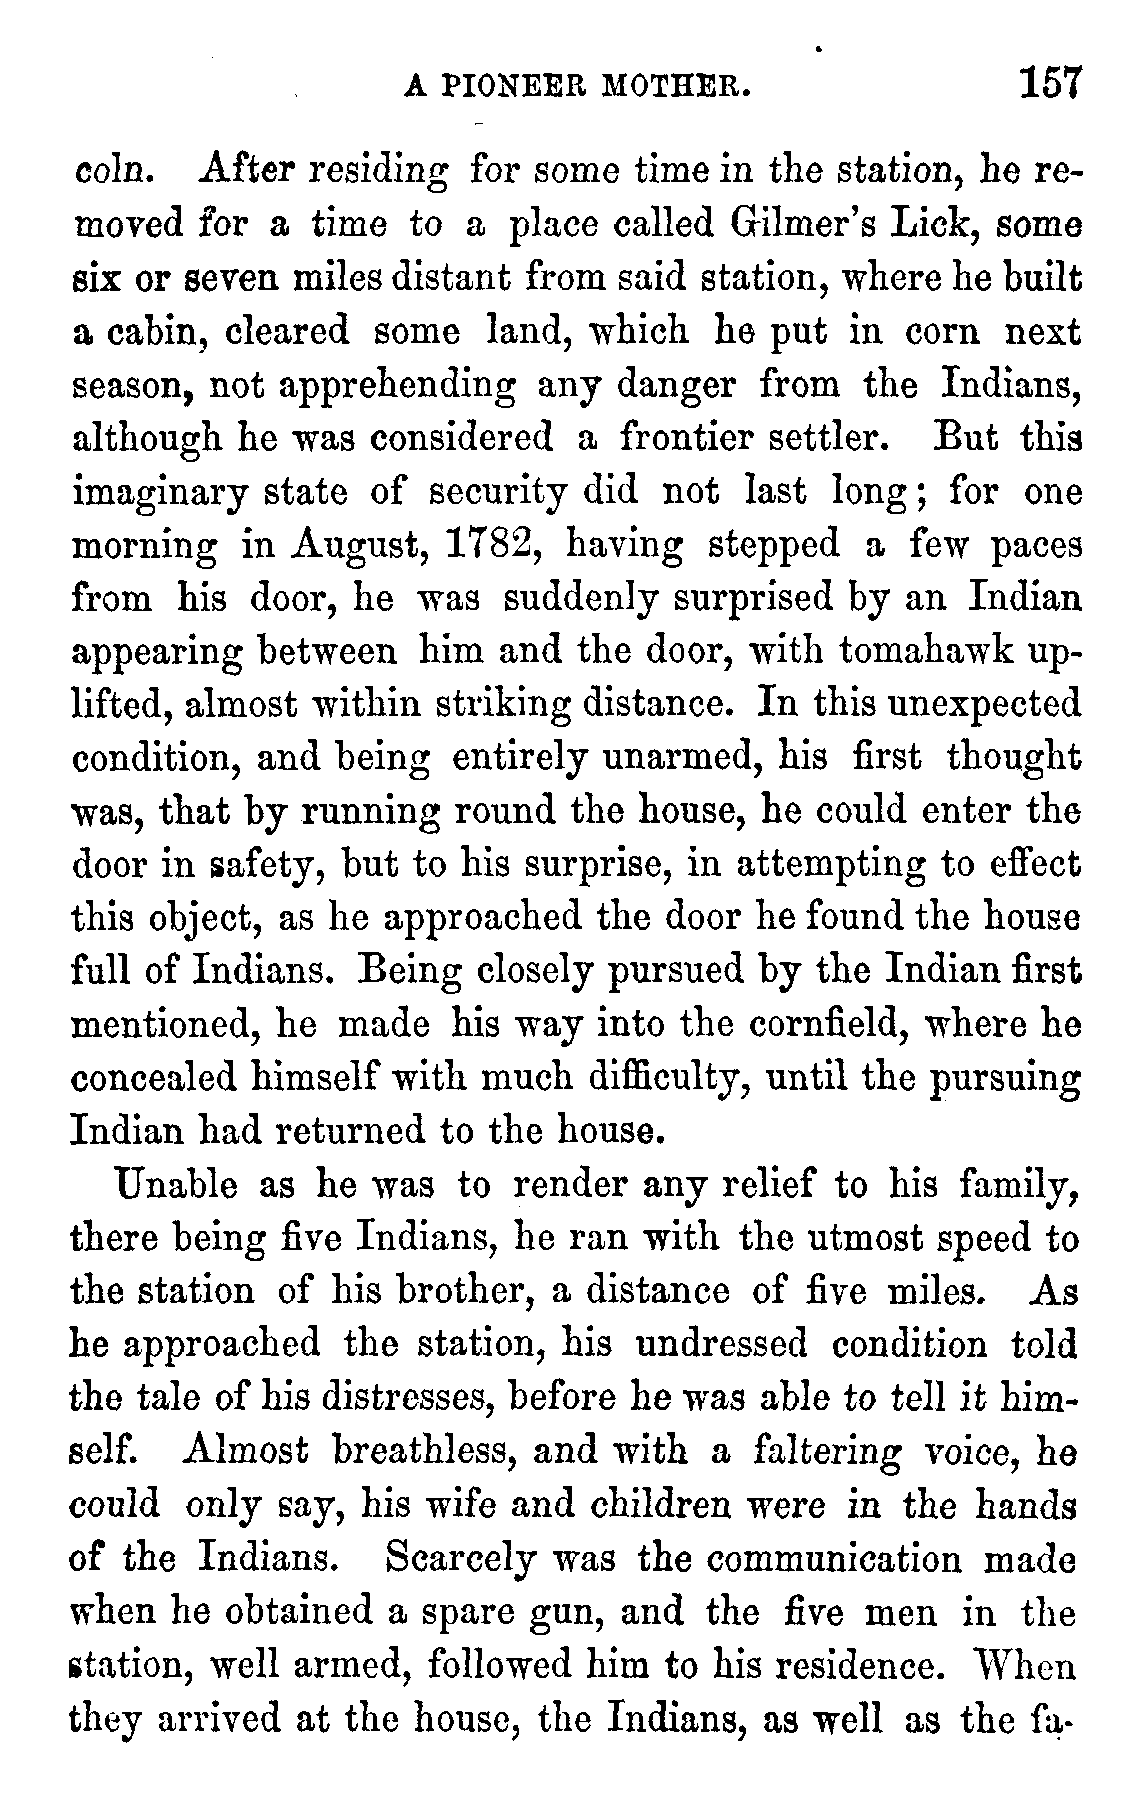 A PIONEER MOTHER. 157
coln. After residing for some time in the station, he re-
moved for a time to a place called Gilmer's Lick, some
six or seven miles distant from said station, where he built
a cabin, cleared some land, which he put in corn next
season, not apprehending any danger from the Indians,
although he was considered a frontier settler. But this
imaginary state of security did not last long; for one
morning in August, 1782, having stepped a few paces
from his door, he was suddenly surprised by an Indian
appearing between him and the door, with tomahawk up-
lifted, almost within striking distance. In this unexpected
condition, and being entirely unarmed, his first thought
was, that by running round the house, he could enter the
door in safety, but to his surprise, in attempting to effect
this object, as he approached the door he found the house
full of Indians. Being closely pursued by the Indian first
mentioned, he made his way into the cornfield, where he
concealed himself with much difficulty, until the pursuing
Indian had returned to the house.
Unable as he was to render any relief to his family,
there being five Indians, he ran with the utmost speed to
the station of his brother, a distance of five miles. As
he approached the station, his undressed condition told
the tale of his distresses, before he was able to tell it him-
self. Almost breathless, and with a faltering voice, he
could only say, his wife and children were in the hands
of the Indians. Scarcely was the communication made
when he obtained a spare gun, and the five men in the
station, well armed, followed him to his residence. When
they arrived at the house, the Indians, as well as the fa-